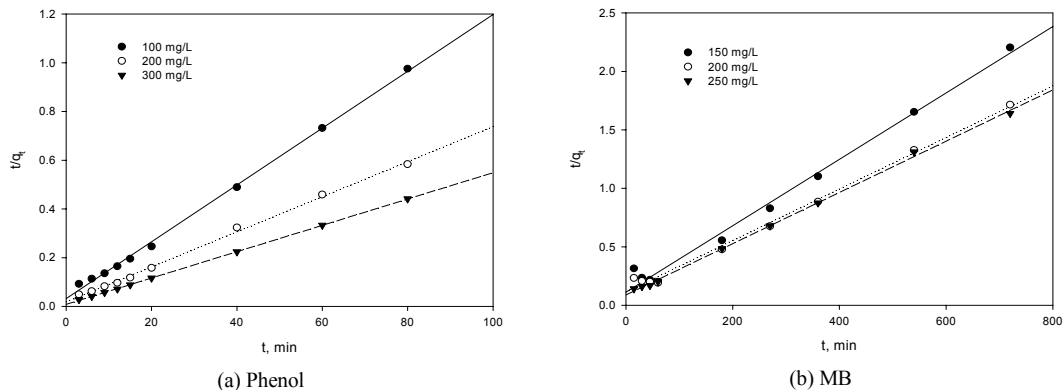 1.2
1.0
0.8
0.6
0.4
0.2
0.0
t/qt
100 mg/L
200 mg/L
300 mg/L
0 20 40 60 80 100
t, min
(a) Phenol
2.5
2.0
1.5
1.0
0.5
0.0
t/qt
150 mg/L
200 mg/L
250 mg/L
0 200 400 600 800
t, min
(b) MB